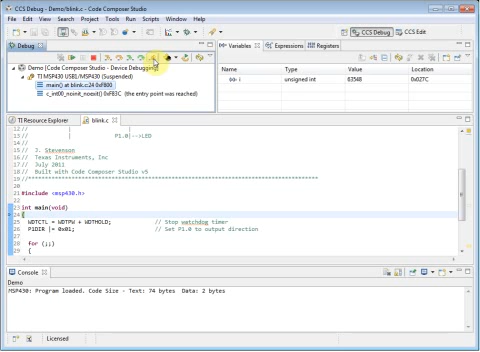 CCS Debug - Demo/blink.c - Code Composer Studio
File Edit View Search Project Tools Run Scripts Window Help
CCS Debug CCS Edit
Debug
Demo [Code Composer Studio - Device Debugging]
TI MSP430 USB1/MSP430 (Suspended)
main() at blink.c:24 0xF800
c_int00_noinit_noexit() 0xF83C (the entry point was reached)
Variables Expressions Registers
Name Type Value Location
i unsigned int 63548 0x027C
TI Resource Explorer blink.c
12// | |
13// | P1.0|-->LED
14//
15// J. Stevenson
16// Texas Instruments, Inc
17// July 2011
18// Built with Code Composer Studio v5
19//******************************************************************************
20
21#include <msp430.h>
22
23int main(void)
24{
25 WDTCTL = WDTPW + WDTHOLD; // Stop watchdog timer
26 P1DIR |= 0x01; // Set P1.0 to output direction
27
28 for (;;)
29 {
Console
Demo
MSP430: Program loaded. Code Size - Text: 74 bytes Data: 2 bytes
Licensed